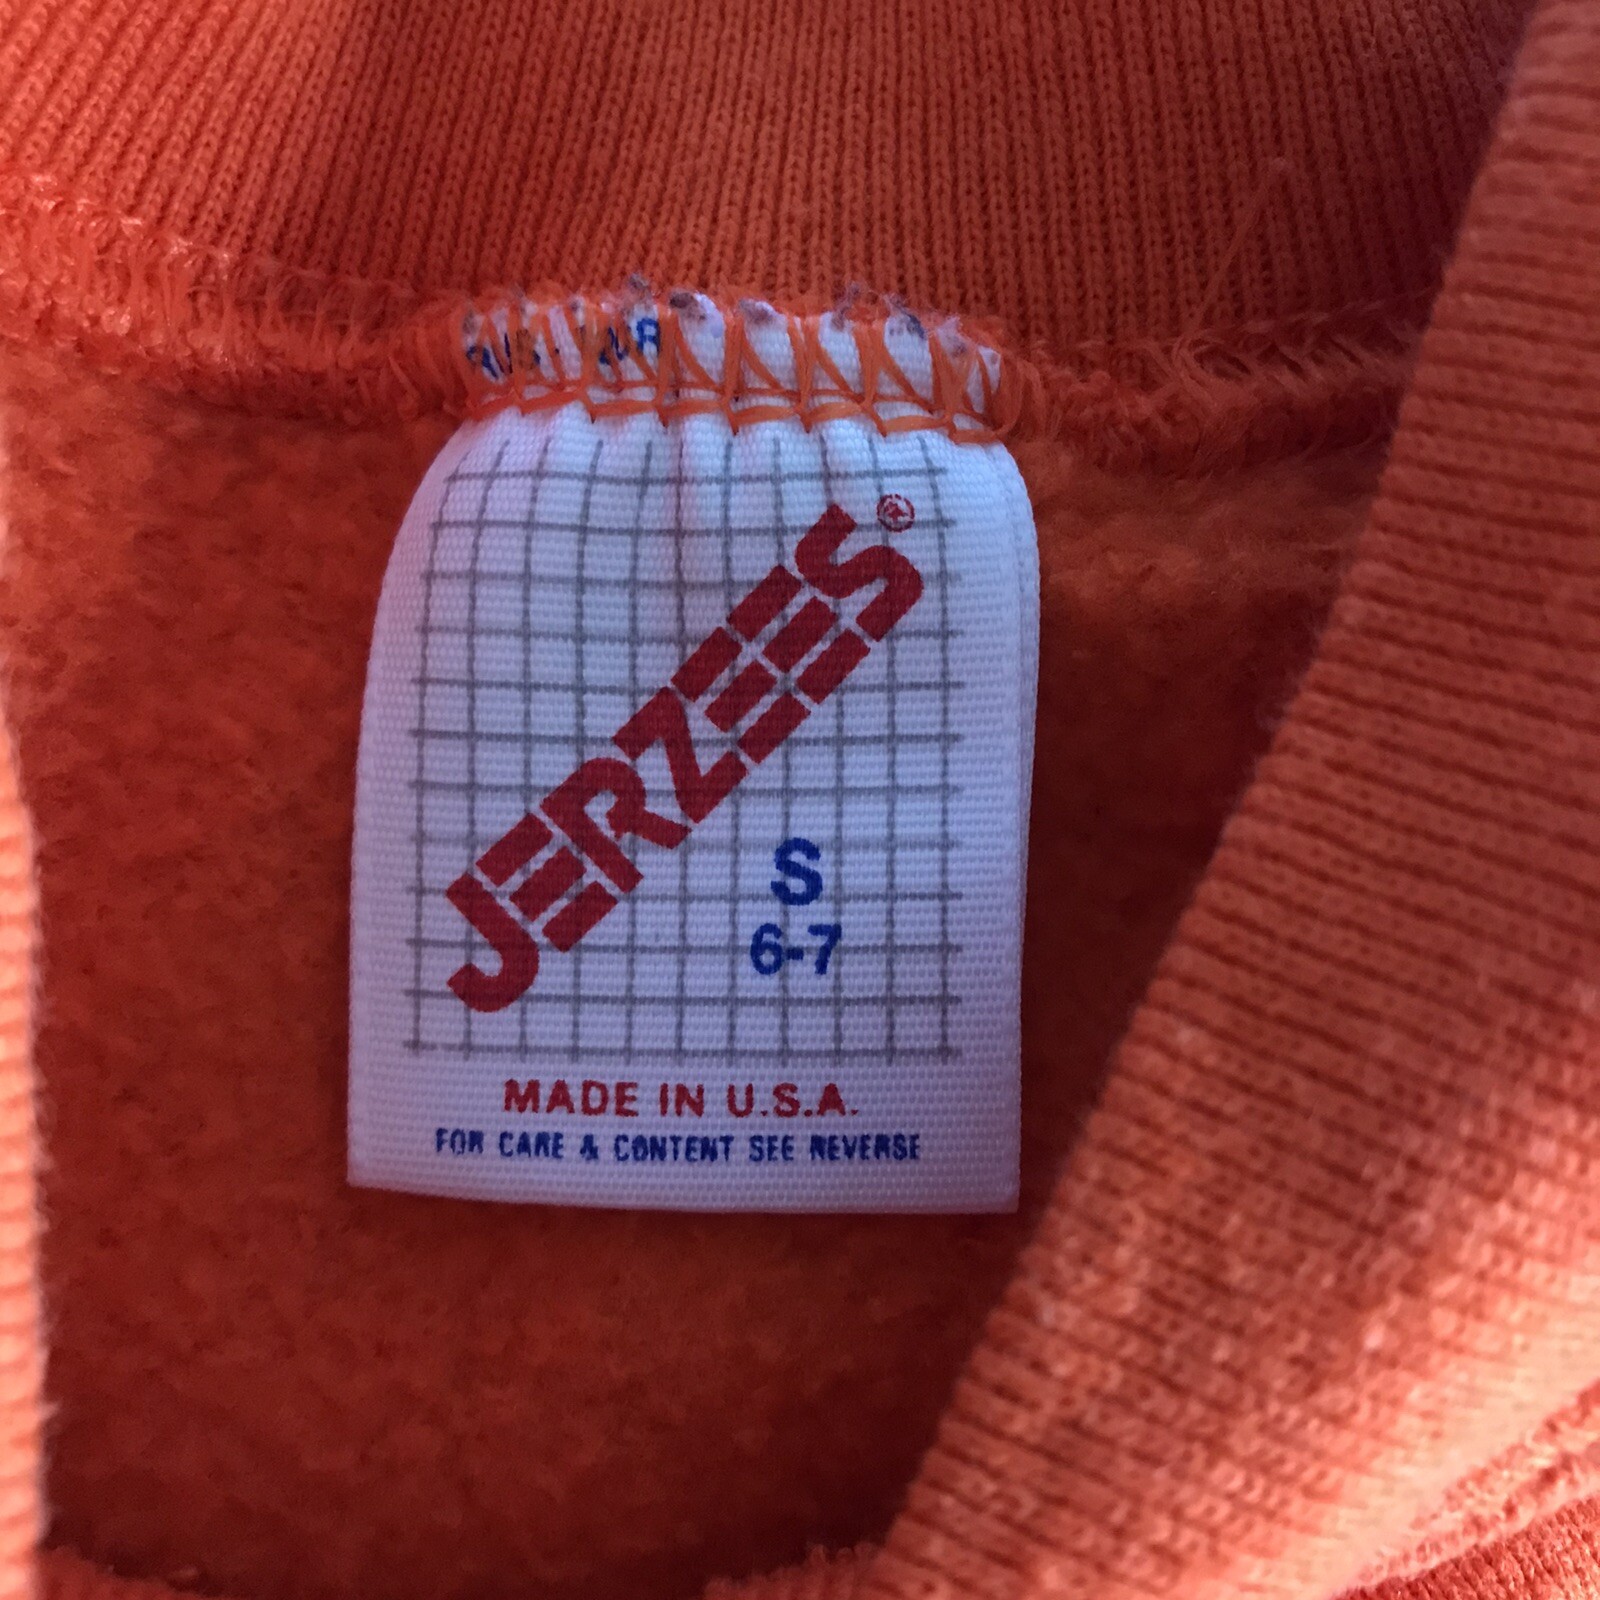 JERZEES®
S
6-7
MADE IN U.S.A.
FOR CARE & CONTENT SEE REVERSE